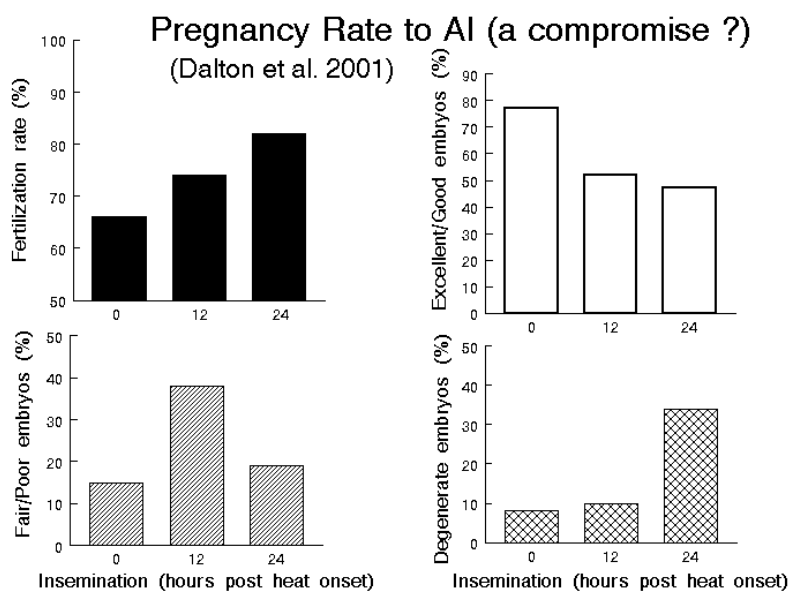 Pregnancy Rate to AI (a compromise ?)
(Dalton et al. 2001)
Fertilization rate (%)
100
90
80
70
60
50
0 12 24
Excellent/Good embryos (%)
90
80
70
60
50
40
30
20
10
0
0 12 24
Fair/Poor embryos (%)
50
40
30
20
10
0
0 12 24
Insemination (hours post heat onset)
Degenerate embryos (%)
50
40
30
20
10
0
0 12 24
Insemination (hours post heat onset)